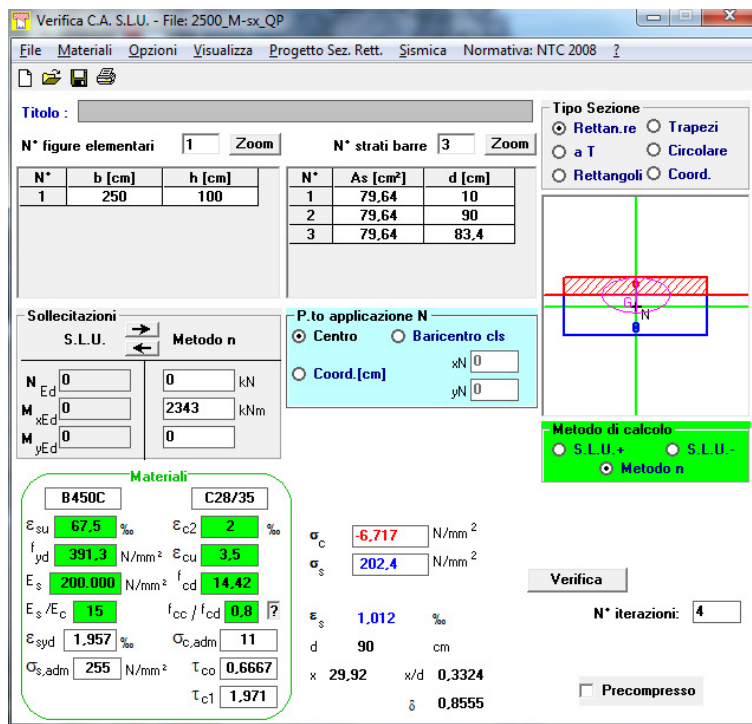 Verifica C.A. S.L.U. - File: 2500_M-sx_QP
File Materiali Opzioni Visualizza Progetto Sez. Rett. Sismica Normativa: NTC 2008 ?
Titolo :
N° figure elementari 1 Zoom
N° strati barre 3 Zoom
N° b [cm] h [cm]
1 250 100
N° As [cm²] d [cm]
1 79,64 10
2 79,64 90
3 79,64 83,4
Tipo Sezione
Rettan.re Trapezi
a T Circolare
Rettangoli Coord.
G N
Sollecitazioni
S.L.U. Metodo n
N Ed 0 0 kN
M xEd 0 2343 kNm
M yEd 0 0
P.to applicazione N
Centro Baricentro cls
Coord.[cm]
xN 0
yN 0
Metodo di calcolo
S.L.U.+ S.L.U.-
Metodo n
Materiali
B450C C28/35
εsu 67,5 ‰ εc2 2 ‰
fyd 391,3 N/mm² εcu 3,5
Es 200.000 N/mm² fcd 14,42
Es/Ec 15 fcc / fcd 0,8 ?
εsyd 1,957 ‰ σc,adm 11
σs,adm 255 N/mm² τco 0,6667
τc1 1,971
σc -6,717 N/mm²
σs 202,4 N/mm²
εs 1,012 ‰
d 90 cm
x 29,92 x/d 0,3324
δ 0,8555
Verifica
N° iterazioni: 4
Precompresso